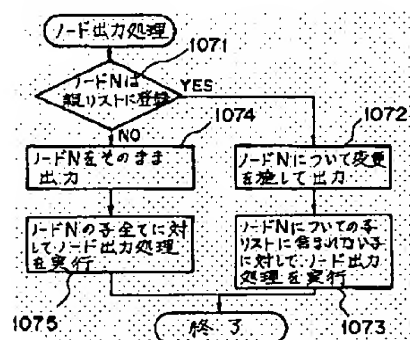 ノード出力処理
1071
ノードNは
親リストに登録
YES
NO
1074
1072
ノードNをそのまま
出力
ノードNについて変更
を施して出力
ノードNの子全てに対
してノード出力処理
を実行
ノードNについての子
リストに含まれない子
に対してノード出力
処理を実行
1075
1073
終了